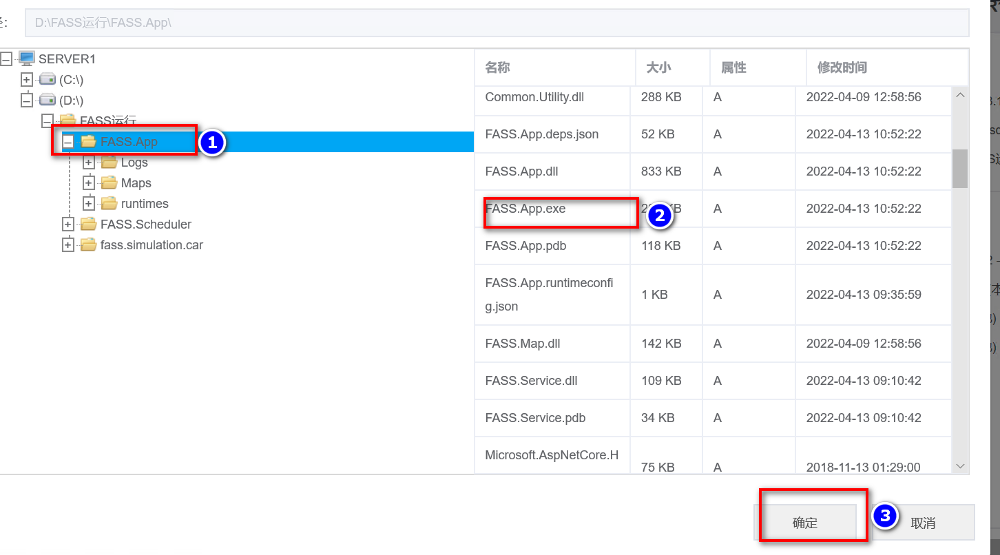 D:\FASS运行\FASS.App\
SERVER1
(C:\)
(D:\)
FASS运行
FASS.App
1
Logs
Maps
runtimes
FASS.Scheduler
fass.simulation.car
名称 大小 属性 修改时间
Common.Utility.dll 288 KB A 2022-04-09 12:58:56
FASS.App.deps.json 52 KB A 2022-04-13 10:52:22
FASS.App.dll 833 KB A 2022-04-13 10:52:22
FASS.App.exe A 2022-04-13 10:52:22
2
FASS.App.pdb 118 KB A 2022-04-13 10:52:22
FASS.App.runtimeconfi
g.json
1 KB A 2022-04-13 09:35:59
FASS.Map.dll 142 KB A 2022-04-09 12:58:56
FASS.Service.dll 109 KB A 2022-04-13 09:10:42
FASS.Service.pdb 34 KB A 2022-04-13 09:10:42
Microsoft.AspNetCore.H
75 KB A 2018-11-13 01:29:00
确定 3 取消